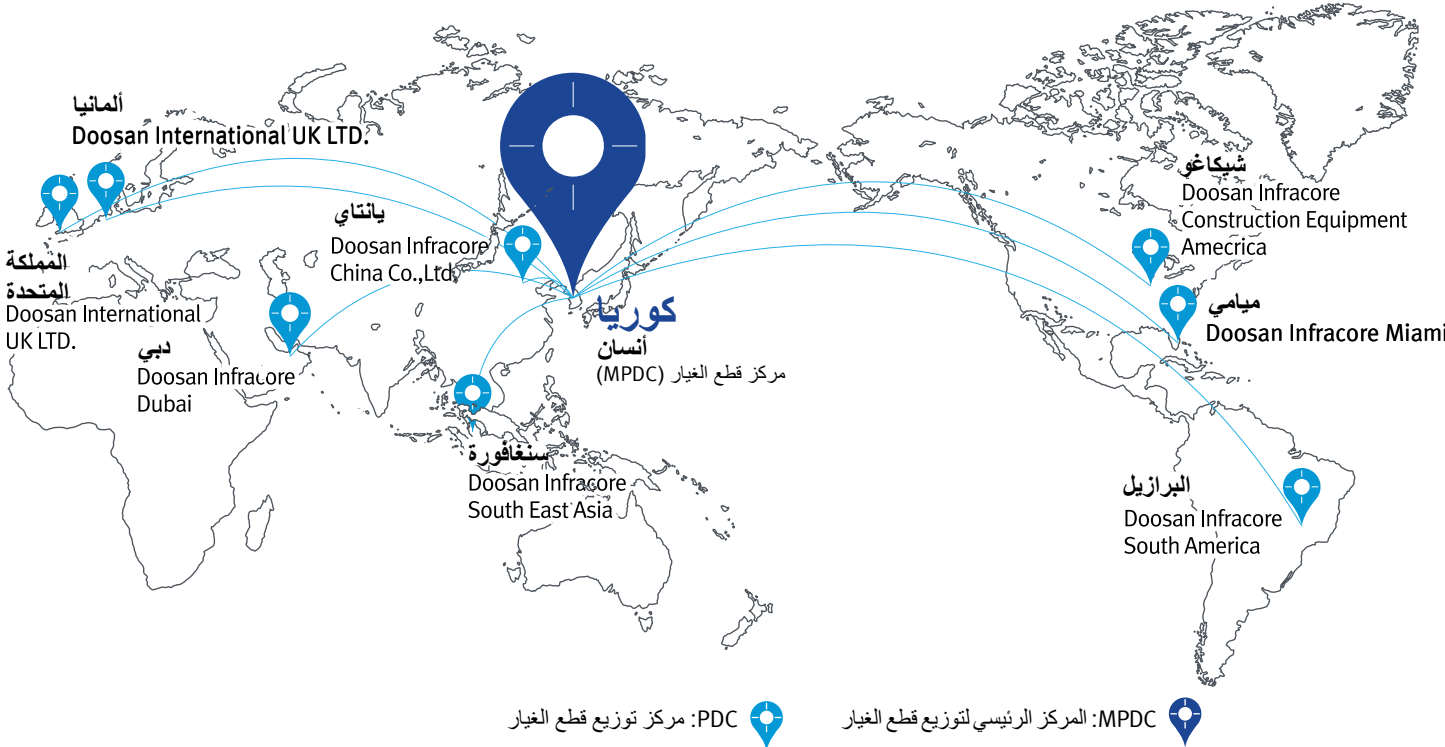 ألمانيا
Doosan International UK LTD.
المملكة
المتحدة
Doosan International
UK LTD.
دبي
Doosan Infracore
Dubai
يانتاي
Doosan Infracore
China Co.,Ltd.
كوريا
أنسان
مركز قطع الغيار (MPDC)
سنغافورة
Doosan Infracore
South East Asia
شيكاغو
Doosan Infracore
Construction Equipment
Amecrica
ميامي
Doosan Infracore Miami
البرازيل
Doosan Infracore
South America
MPDC: المركز الرئيسي لتوزيع قطع الغيار
PDC: مركز توزيع قطع الغيار